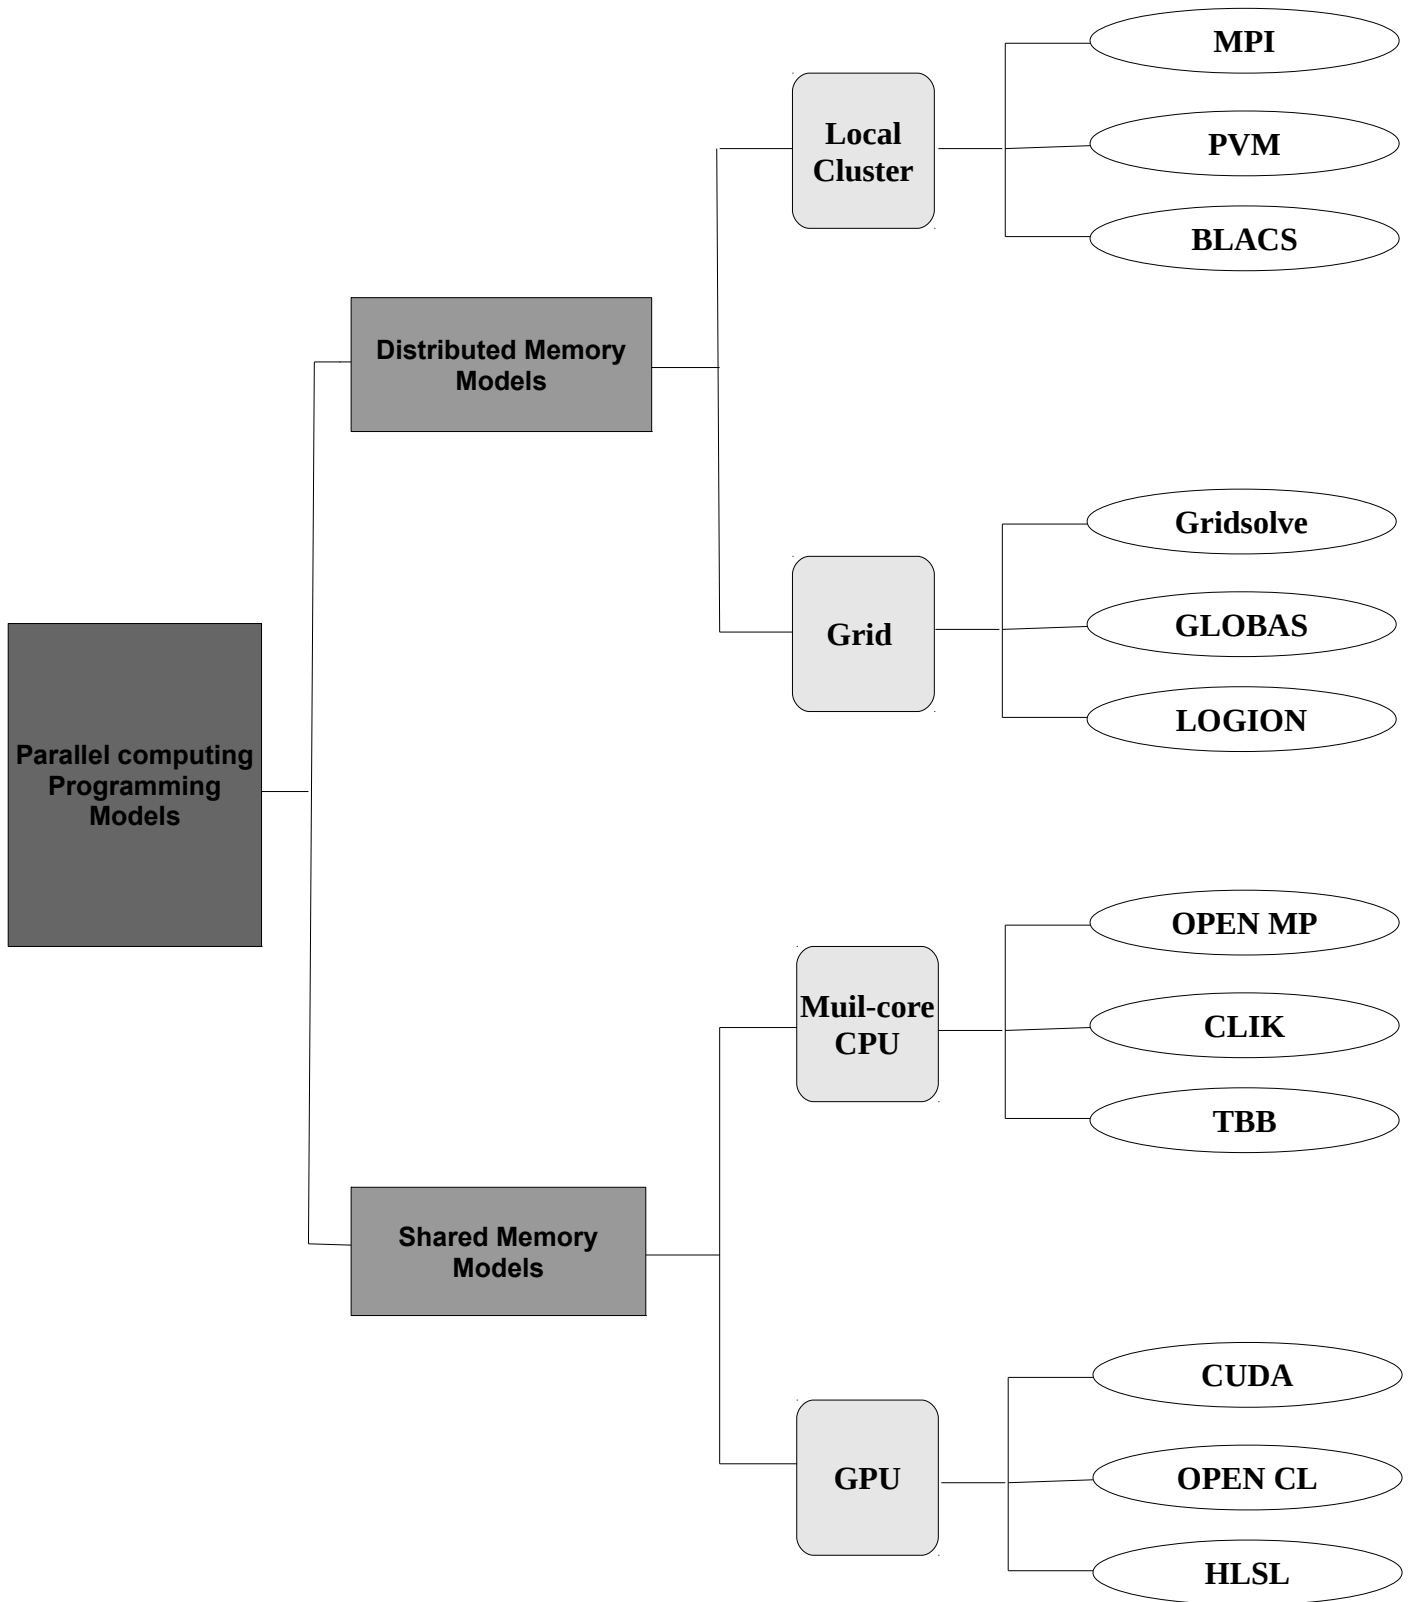 Parallel computing
Programming
Models
Distributed Memory
Models
Local
Cluster
MPI
PVM
BLACS
Grid
Gridsolve
GLOBAS
LOGION
Shared Memory
Models
Muil-core
CPU
OPEN MP
CLIK
TBB
GPU
CUDA
OPEN CL
HLSL